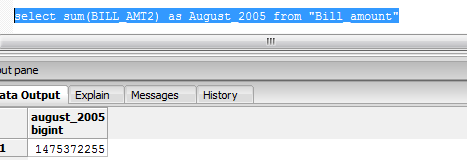 select sum(BILL_AMT2) as August_2005 from "Bill_amount"
put pane
ata Output Explain Messages History
august_2005
bigint
1 1475372255